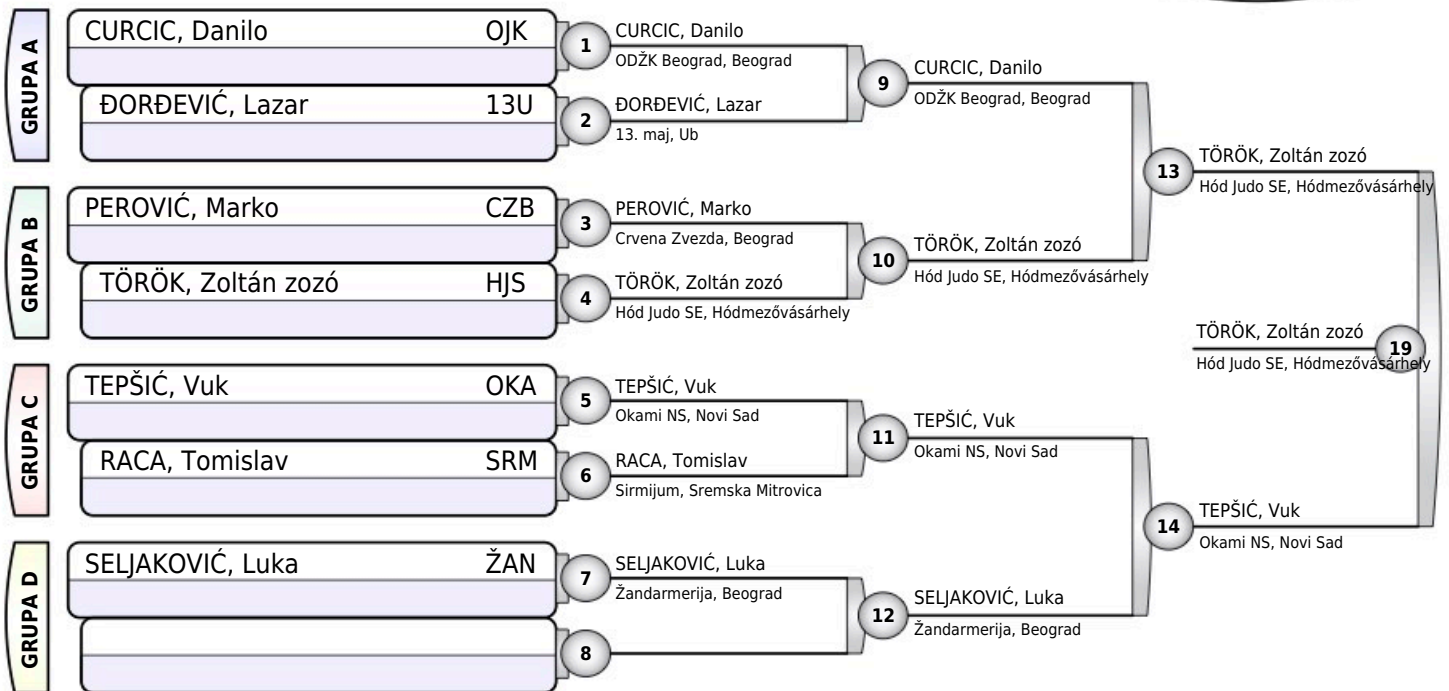 GRUPA A
CURCIC, Danilo OJK
ĐORĐEVIĆ, Lazar 13U
1
CURCIC, Danilo
ODŽK Beograd, Beograd
2
ĐORĐEVIĆ, Lazar
13. maj, Ub
9
CURCIC, Danilo
ODŽK Beograd, Beograd
GRUPA B
PEROVIĆ, Marko CZB
TÖRÖK, Zoltán zozó HJS
3
PEROVIĆ, Marko
Crvena Zvezda, Beograd
4
TÖRÖK, Zoltán zozó
Hód Judo SE, Hódmezővásárhely
10
TÖRÖK, Zoltán zozó
Hód Judo SE, Hódmezővásárhely
13
TÖRÖK, Zoltán zozó
Hód Judo SE, Hódmezővásárhely
GRUPA C
TEPŠIĆ, Vuk OKA
RACA, Tomislav SRM
5
TEPŠIĆ, Vuk
Okami NS, Novi Sad
6
RACA, Tomislav
Sirmijum, Sremska Mitrovica
11
TEPŠIĆ, Vuk
Okami NS, Novi Sad
GRUPA D
SELJAKOVIĆ, Luka ŽAN
7
SELJAKOVIĆ, Luka
Žandarmerija, Beograd
8
12
SELJAKOVIĆ, Luka
Žandarmerija, Beograd
14
TEPŠIĆ, Vuk
Okami NS, Novi Sad
TÖRÖK, Zoltán zozó
19
Hód Judo SE, Hódmezővásárhely